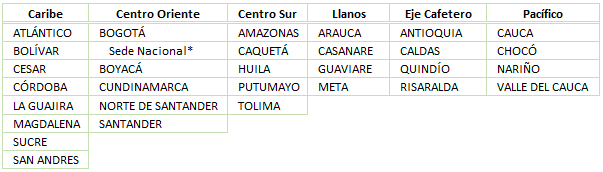 Caribe Centro Oriente Centro Sur Llanos Eje Cafetero Pacífico
ATLÁNTICO BOGOTÁ AMAZONAS ARAUCA ANTIOQUIA CAUCA
BOLÍVAR Sede Nacional* CAQUETÁ CASANARE CALDAS CHOCÓ
CESAR BOYACÁ HUILA GUAVIARE QUINDÍO NARIÑO
CÓRDOBA CUNDINAMARCA PUTUMAYO META RISARALDA VALLE DEL CAUCA
LA GUAJIRA NORTE DE SANTANDER TOLIMA
MAGDALENA SANTANDER
SUCRE
SAN ANDRES